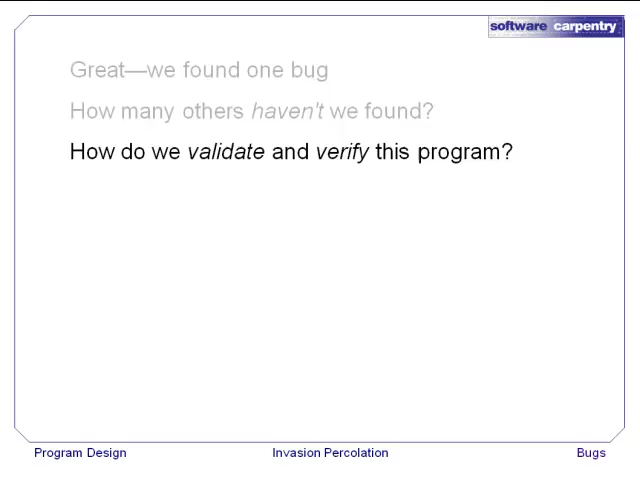 software carpentry
Great—we found one bug
How many others haven't we found?
How do we validate and verify this program?
Program Design
Invasion Percolation
Bugs